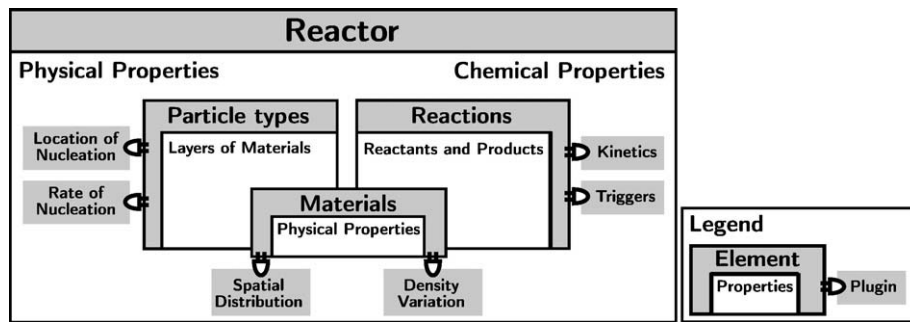 Reactor
Physical Properties
Chemical Properties
Particle types
Layers of Materials
Reactions
Reactants and Products
Location of
Nucleation
Rate of
Nucleation
Kinetics
Triggers
Materials
Physical Properties
Spatial
Distribution
Density
Variation
Legend
Element
Properties
Plugin